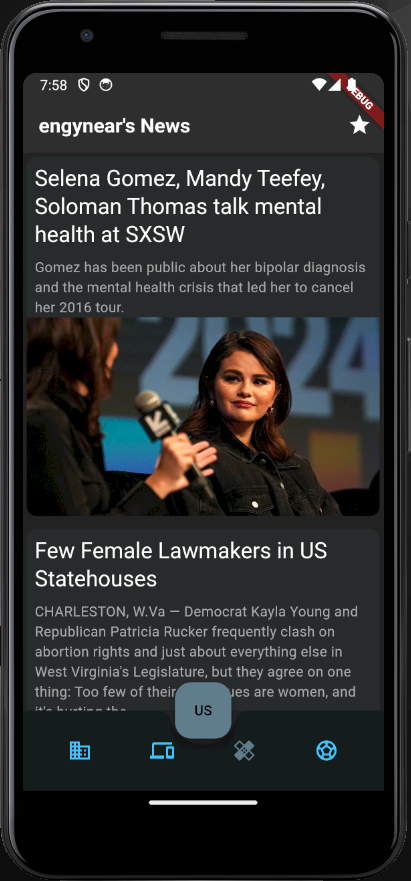 7:58
DEBUG
engynear's News
Selena Gomez, Mandy Teefey,
Soloman Thomas talk mental
health at SXSW
Gomez has been public about her bipolar diagnosis
and the mental health crisis that led her to cancel
her 2016 tour.
2024
Few Female Lawmakers in US
Statehouses
CHARLESTON, W.Va — Democrat Kayla Young and
Republican Patricia Rucker frequently clash on
abortion rights and just about everything else in
West Virginia's Legislature, but they agree on one
thing: Too few of their ues are women, and
it's hurting the
US